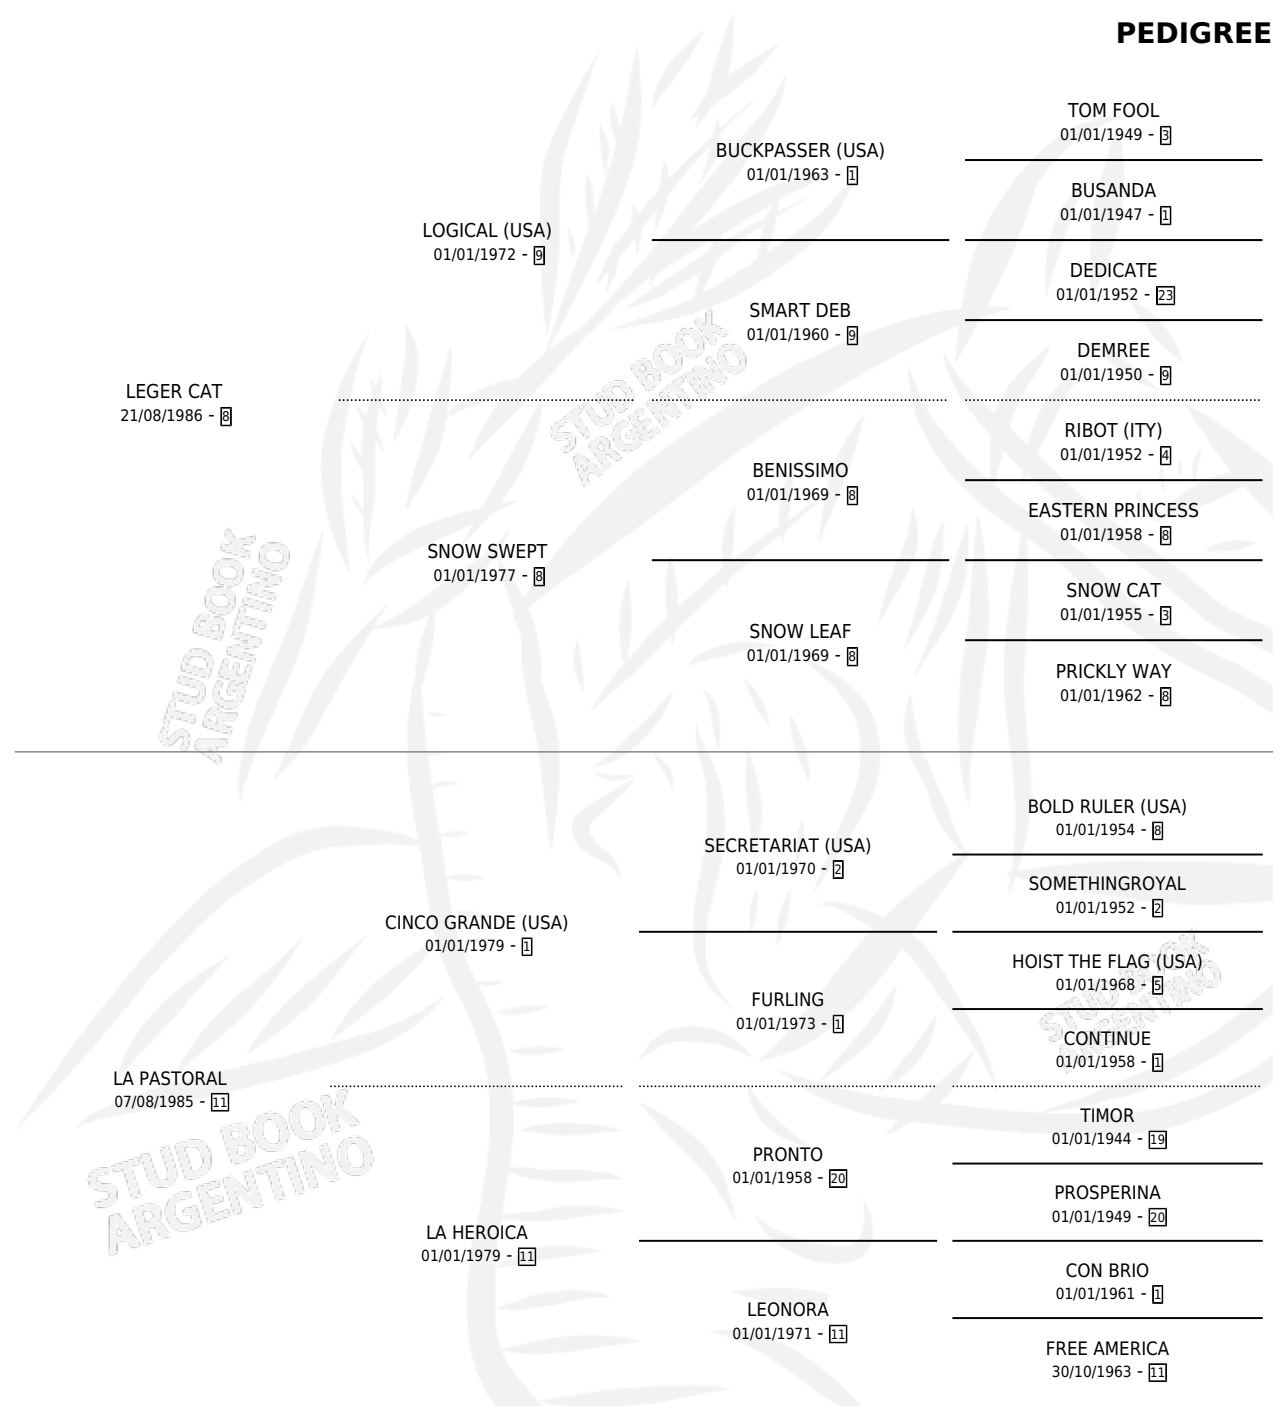 PEDIGREE
TOM FOOL
01/01/1949 - 3
BUCKPASSER (USA)
01/01/1963 - 1
BUSANDA
01/01/1947 - 1
LOGICAL (USA)
01/01/1972 - 9
DEDICATE
01/01/1952 - 23
SMART DEB
01/01/1960 - 9
DEMREE
01/01/1950 - 9
LEGER CAT
21/08/1986 - 8
RIBOT (ITY)
01/01/1952 - 4
BENISSIMO
01/01/1969 - 8
EASTERN PRINCESS
01/01/1958 - 8
SNOW SWEPT
01/01/1977 - 8
SNOW CAT
01/01/1955 - 3
SNOW LEAF
01/01/1969 - 8
PRICKLY WAY
01/01/1962 - 8
BOLD RULER (USA)
01/01/1954 - 8
SECRETARIAT (USA)
01/01/1970 - 2
SOMETHINGROYAL
01/01/1952 - 2
CINCO GRANDE (USA)
01/01/1979 - 1
HOIST THE FLAG (USA)
01/01/1968 - 5
FURLING
01/01/1973 - 1
CONTINUE
01/01/1958 - 1
LA PASTORAL
07/08/1985 - 11
TIMOR
01/01/1944 - 19
PRONTO
01/01/1958 - 20
PROSPERINA
01/01/1949 - 20
LA HEROICA
01/01/1979 - 11
CON BRIO
01/01/1961 - 1
LEONORA
01/01/1971 - 11
FREE AMERICA
30/10/1963 - 11
STUD BOOK
ARGENTINO
STUD BOOK
ARGENTINO
STUD BOOK
ARGENTINO
STUD BOOK
ARGENTINO